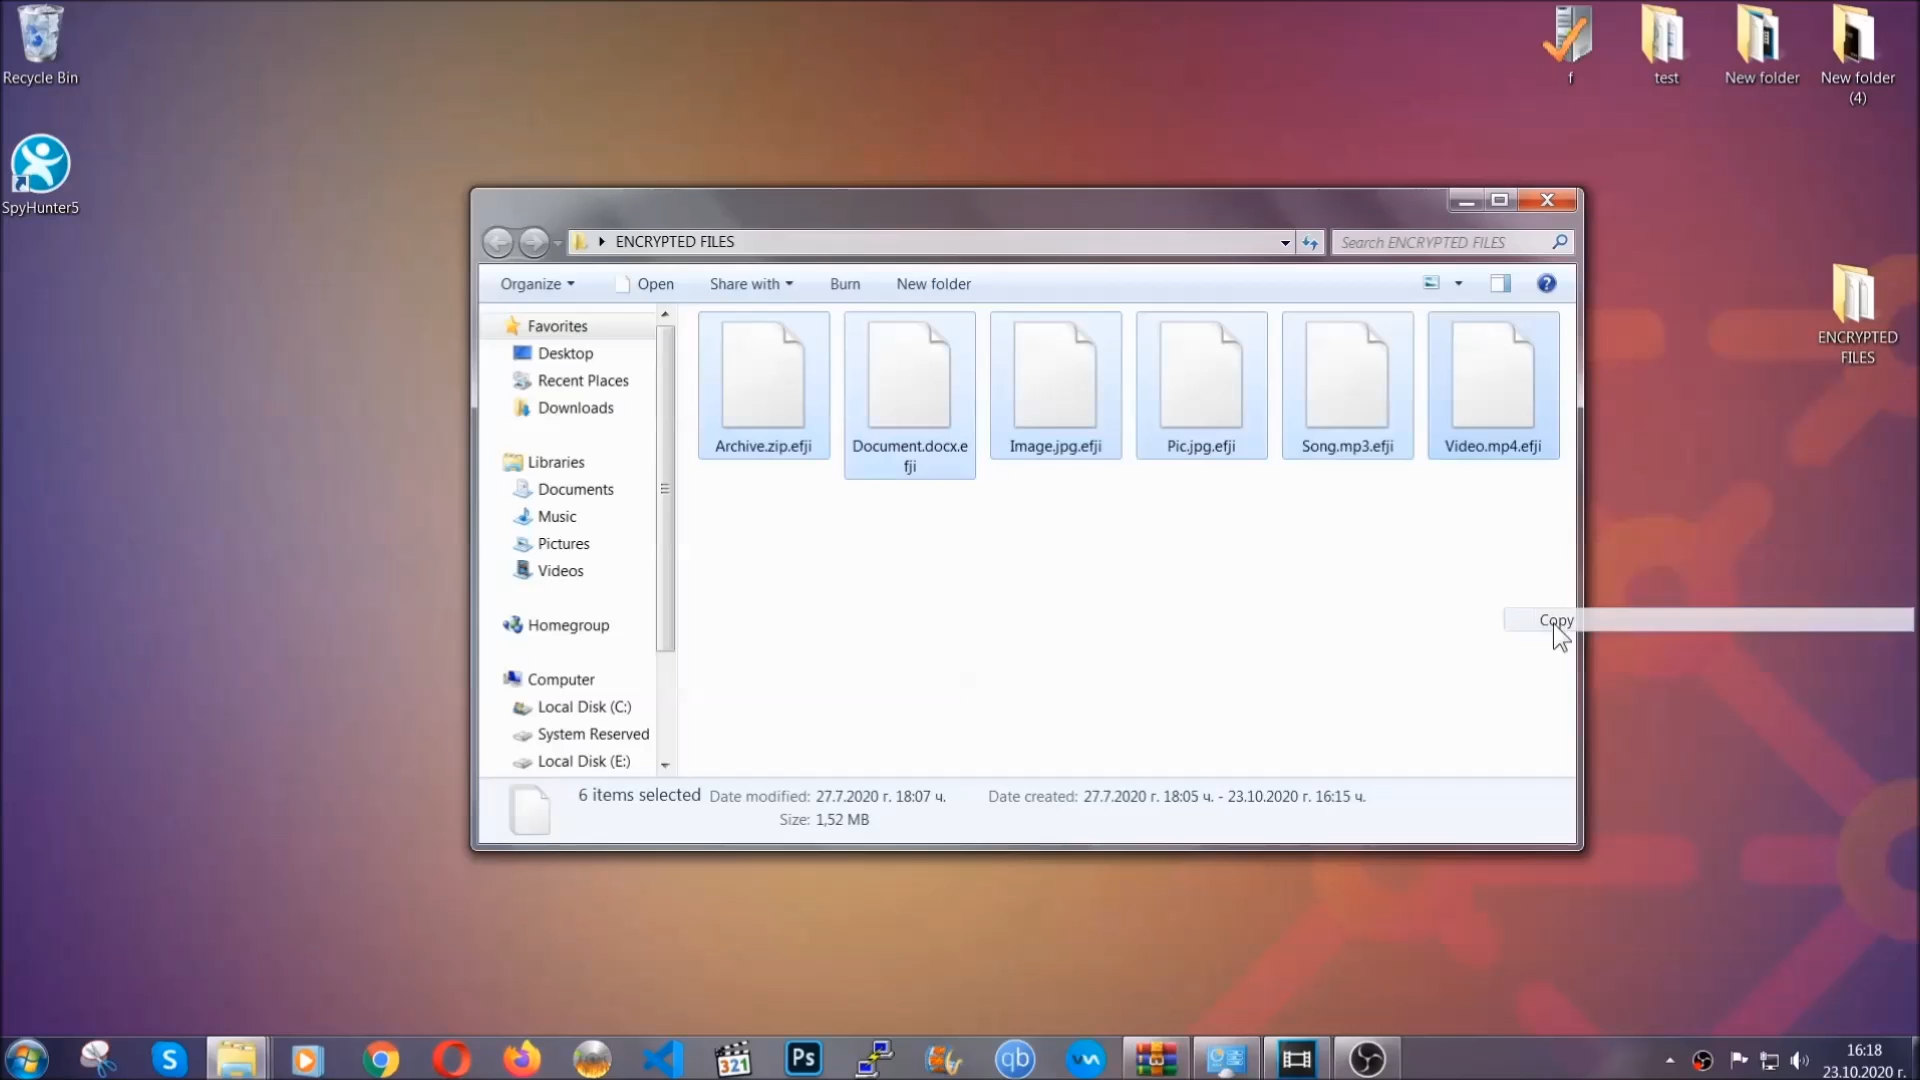 Recycle Bin
SpyHunter5
f
test
New folder
New folder
(4)
ENCRYPTED
FILES
ENCRYPTED FILES
Search ENCRYPTED FILES
Organize
Open
Share with
Burn
New folder
Favorites
Desktop
Recent Places
Downloads
Libraries
Documents
Music
Pictures
Videos
Homegroup
Computer
Local Disk (C:)
System Reserved
Local Disk (E:)
Archive.zip.efji
Document.docx.e
fji
Image.jpg.efji
Pic.jpg.efji
Song.mp3.efji
Video.mp4.efji
Copy
6 items selected Date modified: 27.7.2020 г. 18:07 ч. Date created: 27.7.2020 г. 18:05 ч. - 23.10.2020 г. 16:15 ч.
Size: 1,52 MB
S
321
Ps
qb
16:18
23.10.2020 г.